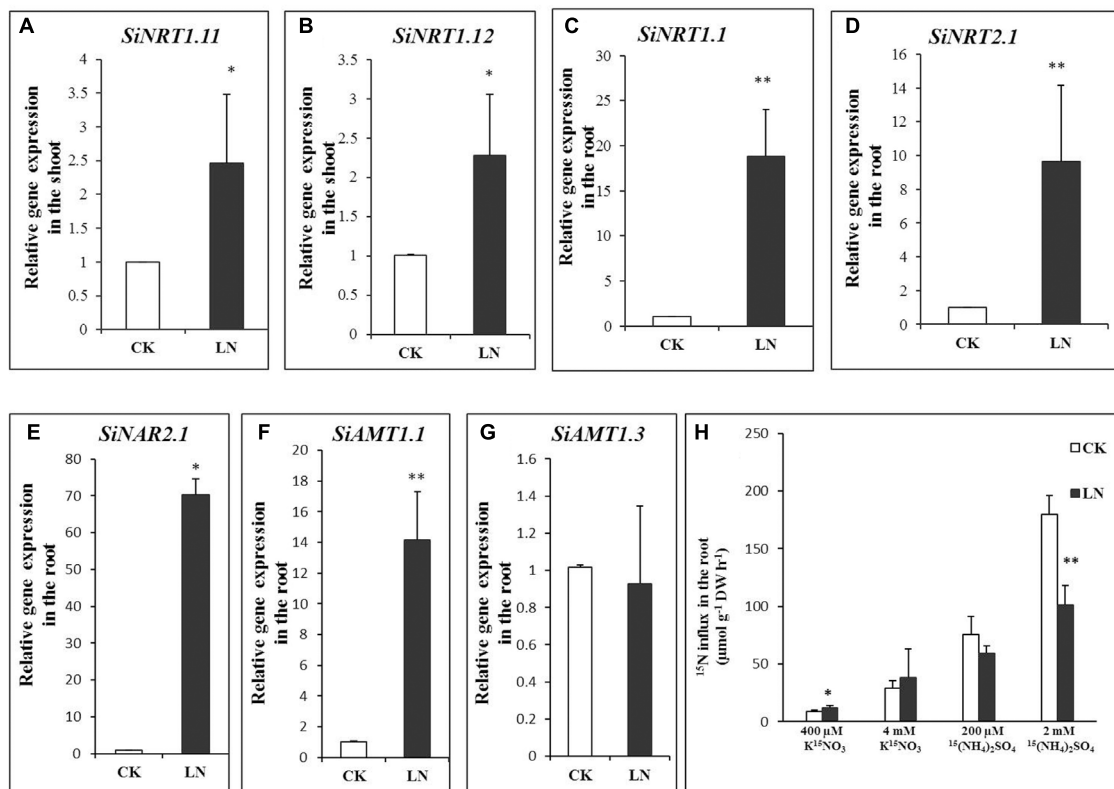 A
SiNRT1.11
Relative gene expression
in the shoot
4
3.5
3
2.5
2
1.5
1
0.5
0
*
CK
LN
B
SiNRT1.12
Relative gene expression
in the shoot
3.5
3
2.5
2
1.5
1
0.5
0
*
CK
LN
C
SiNRT1.1
Relative gene expression
in the root
30
25
20
15
10
5
0
**
CK
LN
D
SiNRT2.1
Relative gene expression
in the root
16
14
12
10
8
6
4
2
0
**
CK
LN
E
SiNAR2.1
Relative gene expression
in the root
80
70
60
50
40
30
20
10
0
*
CK
LN
F
SiAMT1.1
Relative gene expression
in the root
20
18
16
14
12
10
8
6
4
2
0
**
CK
LN
G
SiAMT1.3
Relative gene expression
in the root
1.6
1.4
1.2
1
0.8
0.6
0.4
0.2
0
CK
LN
H
¹⁵N influx in the root
(µmol g⁻¹ DW h⁻¹)
250
200
150
100
50
0
CK
LN
*
**
400 µM
K¹⁵NO₃
4 mM
K¹⁵NO₃
200 µM
¹⁵(NH₄)₂SO₄
2 mM
¹⁵(NH₄)₂SO₄